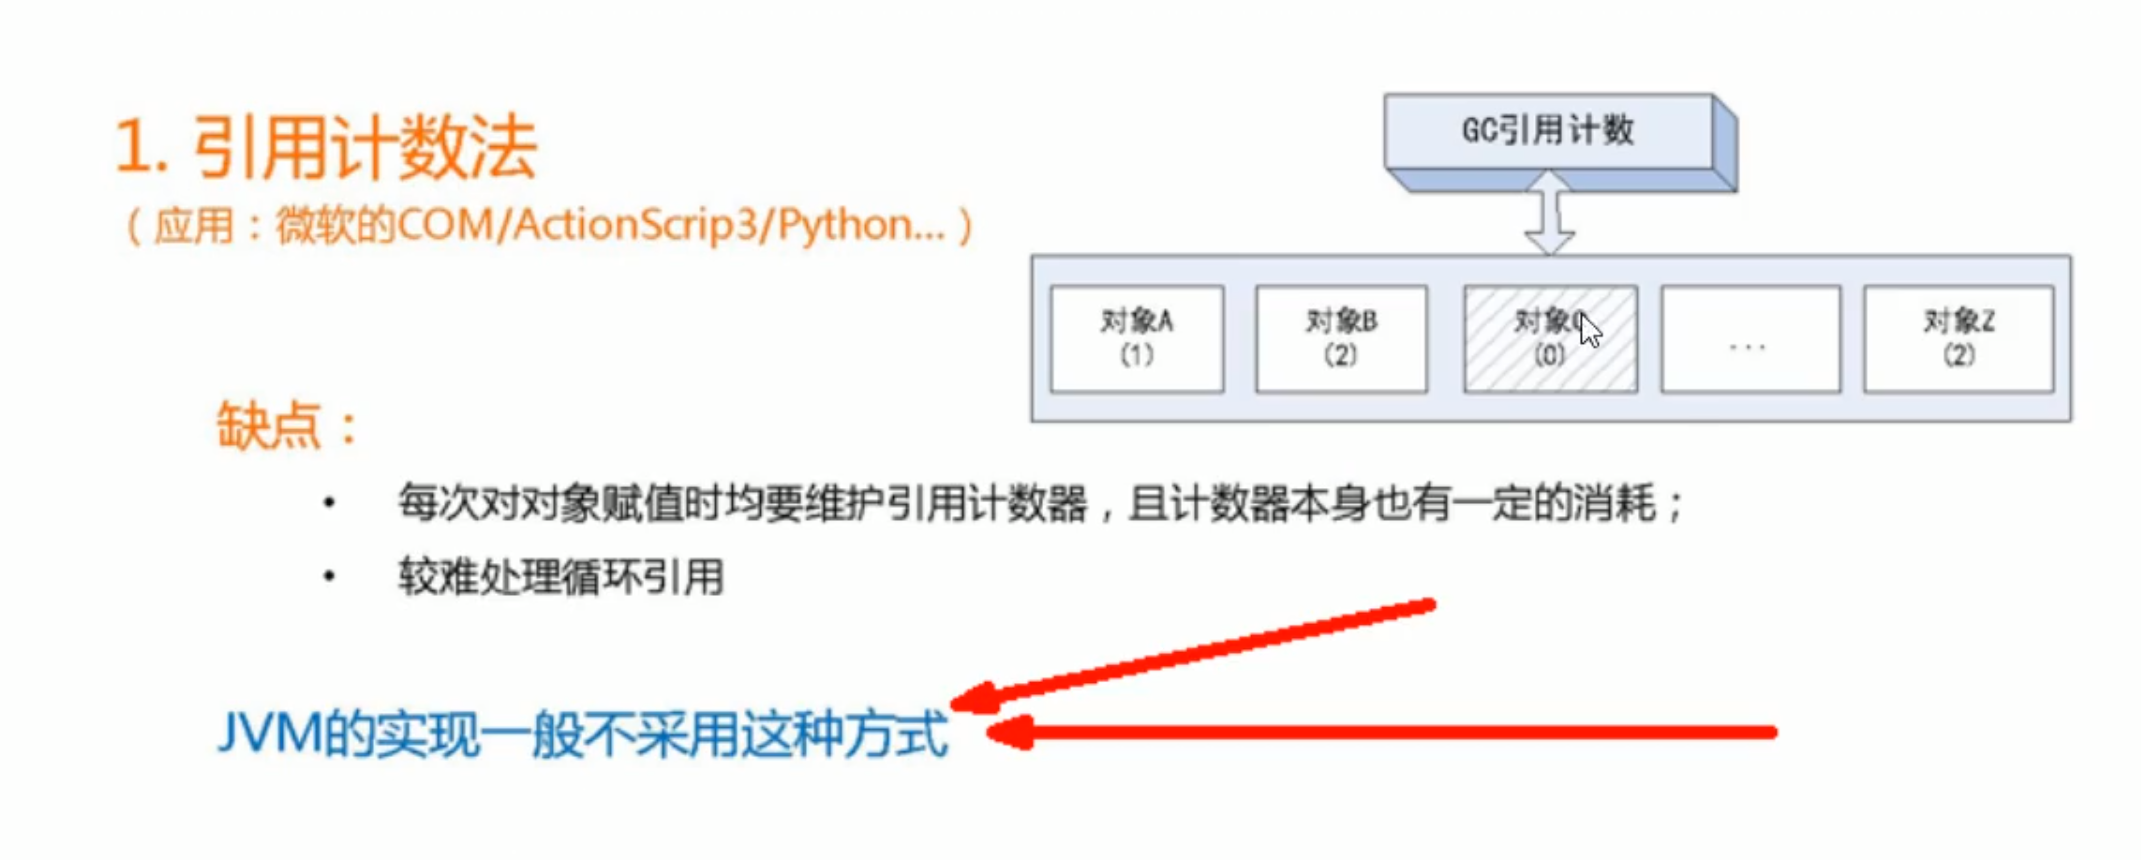 1. 引用计数法
（应用：微软的COM/ActionScrip3/Python...）
GC引用计数
对象A
(1)
对象B
(2)
对象
(0)
...
对象Z
(2)
缺点：
• 每次对对象赋值时均要维护引用计数器，且计数器本身也有一定的消耗；
• 较难处理循环引用
JVM的实现一般不采用这种方式